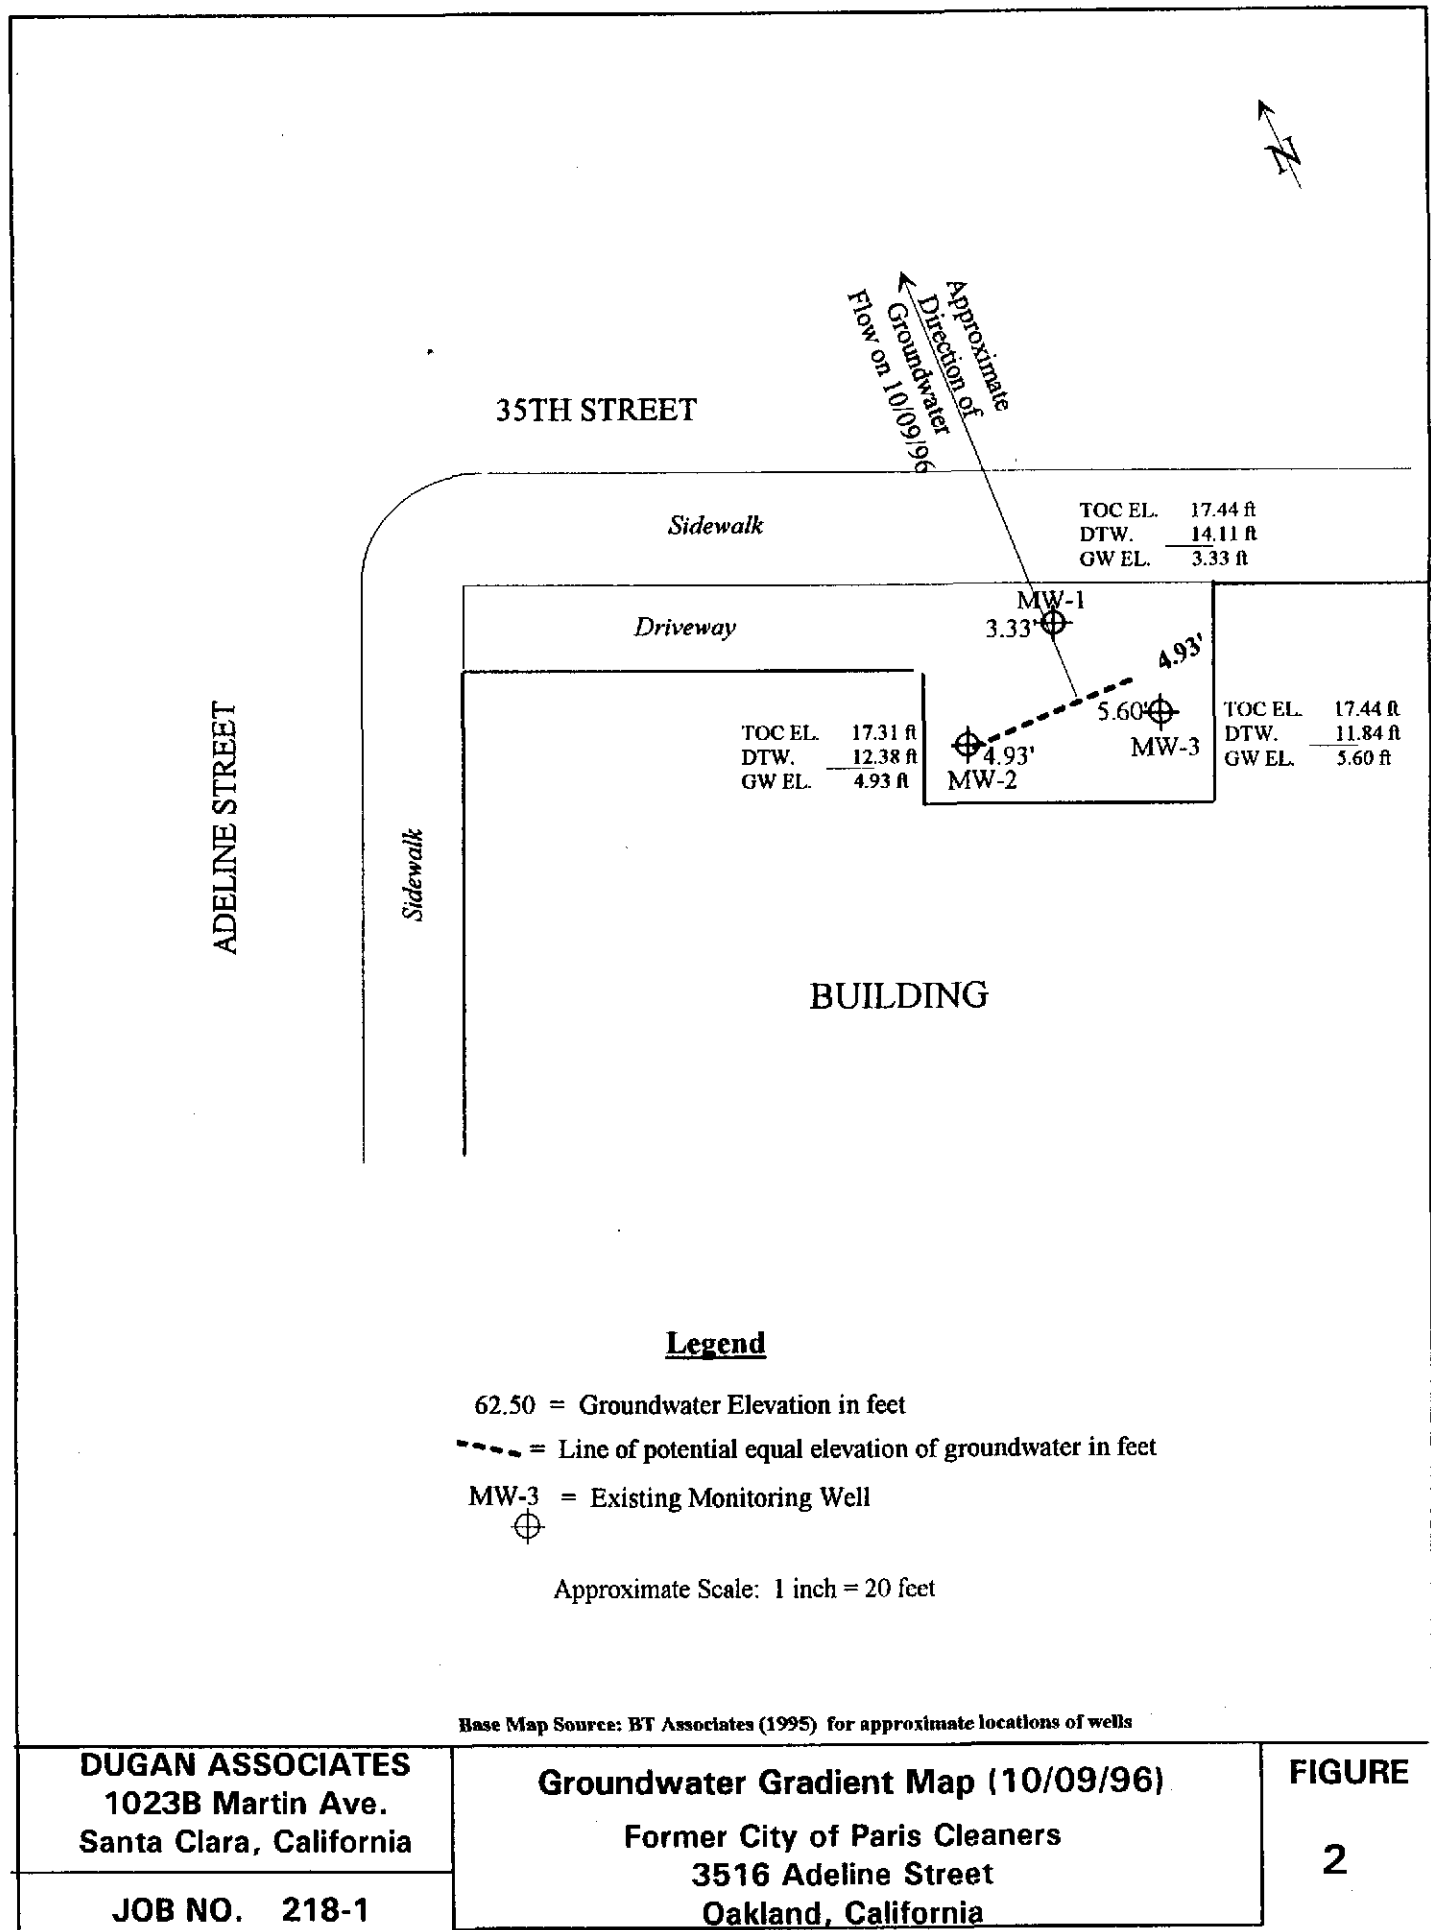 N
Approximate
Direction of
Groundwater
Flow on 10/09/96
35TH STREET
Sidewalk
TOC EL. 17.44 ft
DTW. 14.11 ft
GW EL. 3.33 ft
MW-1
3.33'
Driveway
4.93'
5.60'
MW-3
TOC EL. 17.44 ft
DTW. 11.84 ft
GW EL. 5.60 ft
TOC EL. 17.31 ft
DTW. 12.38 ft
GW EL. 4.93 ft
4.93'
MW-2
ADELINE STREET
Sidewalk
BUILDING
Legend
62.50 = Groundwater Elevation in feet
= Line of potential equal elevation of groundwater in feet
MW-3 = Existing Monitoring Well
Approximate Scale: 1 inch = 20 feet
Base Map Source: BT Associates (1995) for approximate locations of wells
DUGAN ASSOCIATES
1023B Martin Ave.
Santa Clara, California
JOB NO. 218-1
Groundwater Gradient Map (10/09/96)
Former City of Paris Cleaners
3516 Adeline Street
Oakland, California
FIGURE
2